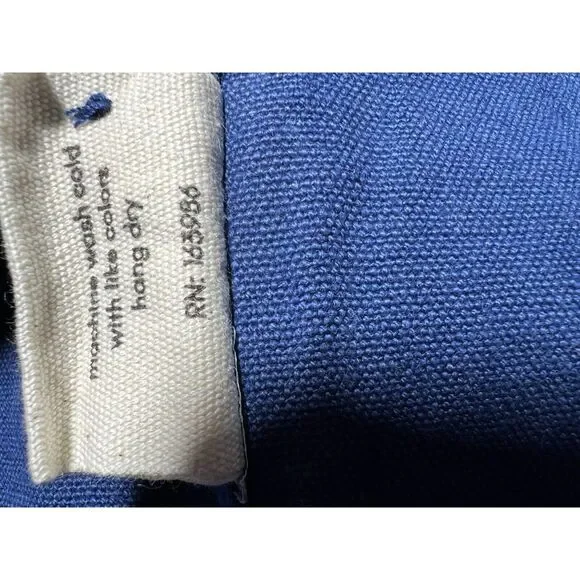 machine wash cold
with like colors
hang dry
RN: 163986